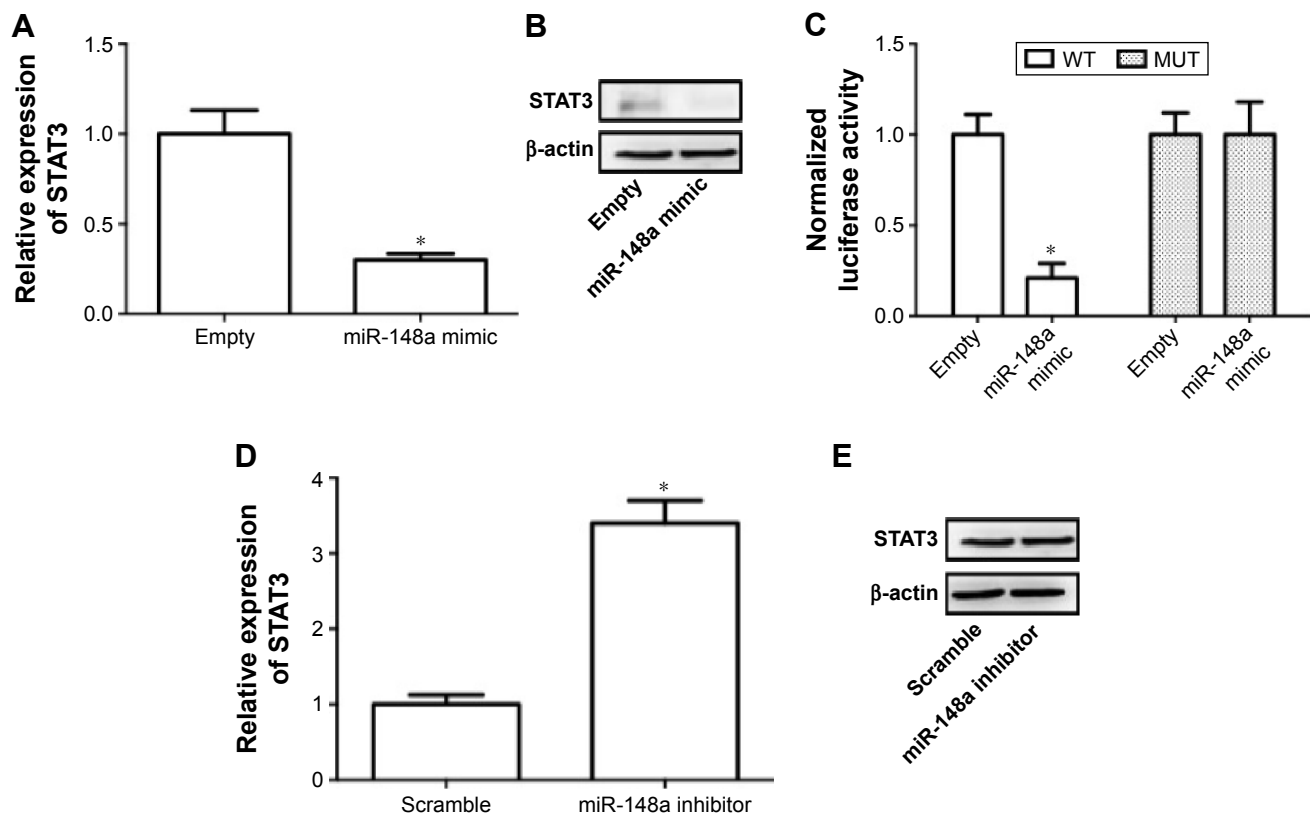 A
Relative expression
of STAT3
1.5
1.0
0.5
0.0
*
Empty
miR-148a mimic
B
STAT3
β-actin
Empty
miR-148a mimic
C
WT
MUT
Normalized
luciferase activity
1.5
1.0
0.5
0.0
*
Empty
miR-148a
mimic
Empty
miR-148a
mimic
D
Relative expression
of STAT3
4
3
2
1
0
*
Scramble
miR-148a inhibitor
E
STAT3
β-actin
Scramble
miR-148a inhibitor